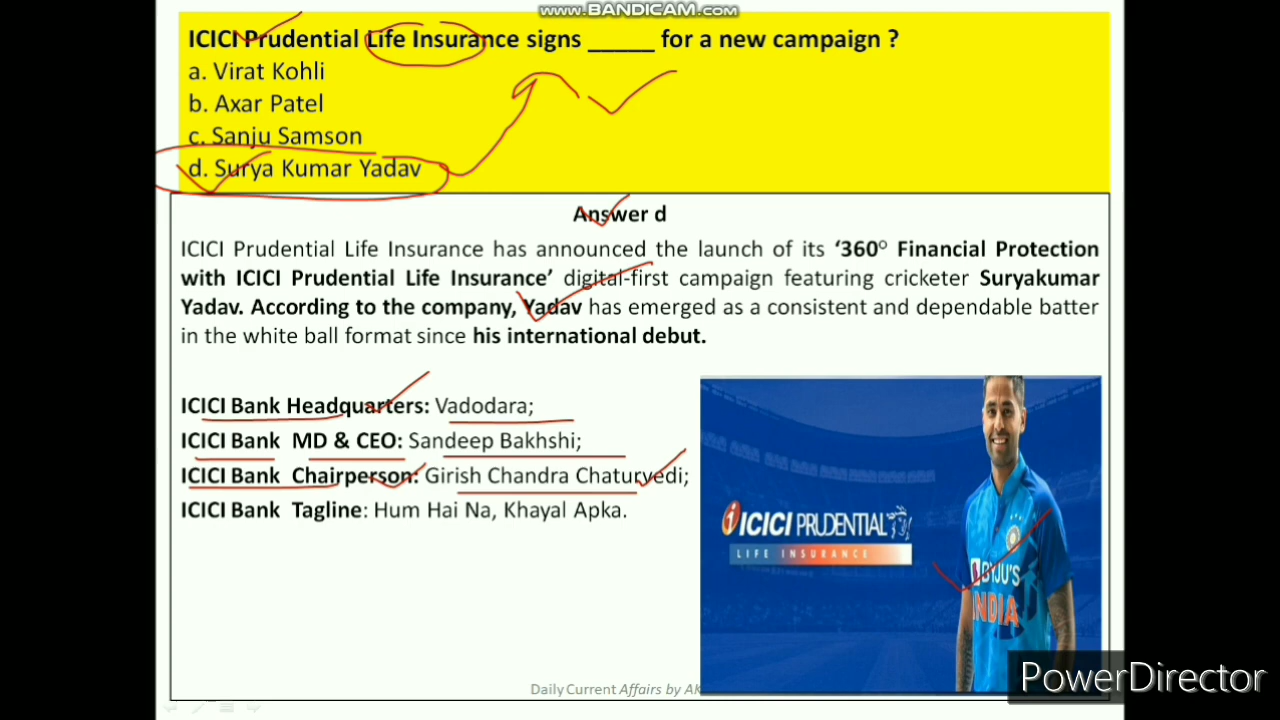 www.BANDICAM.com
ICICI Prudential Life Insurance signs _____ for a new campaign ?
a. Virat Kohli
b. Axar Patel
c. Sanju Samson
d. Surya Kumar Yadav
Answer d
ICICI Prudential Life Insurance has announced the launch of its ‘360° Financial Protection
with ICICI Prudential Life Insurance’ digital-first campaign featuring cricketer Suryakumar
Yadav. According to the company, Yadav has emerged as a consistent and dependable batter
in the white ball format since his international debut.
ICICI Bank Headquarters: Vadodara;
ICICI Bank MD & CEO: Sandeep Bakhshi;
ICICI Bank Chairperson: Girish Chandra Chaturvedi;
ICICI Bank Tagline: Hum Hai Na, Khayal Apka.
ICICI PRUDENTIAL
LIFE INSURANCE
BYJU'S
INDIA
Daily Current Affairs by AK
PowerDirector